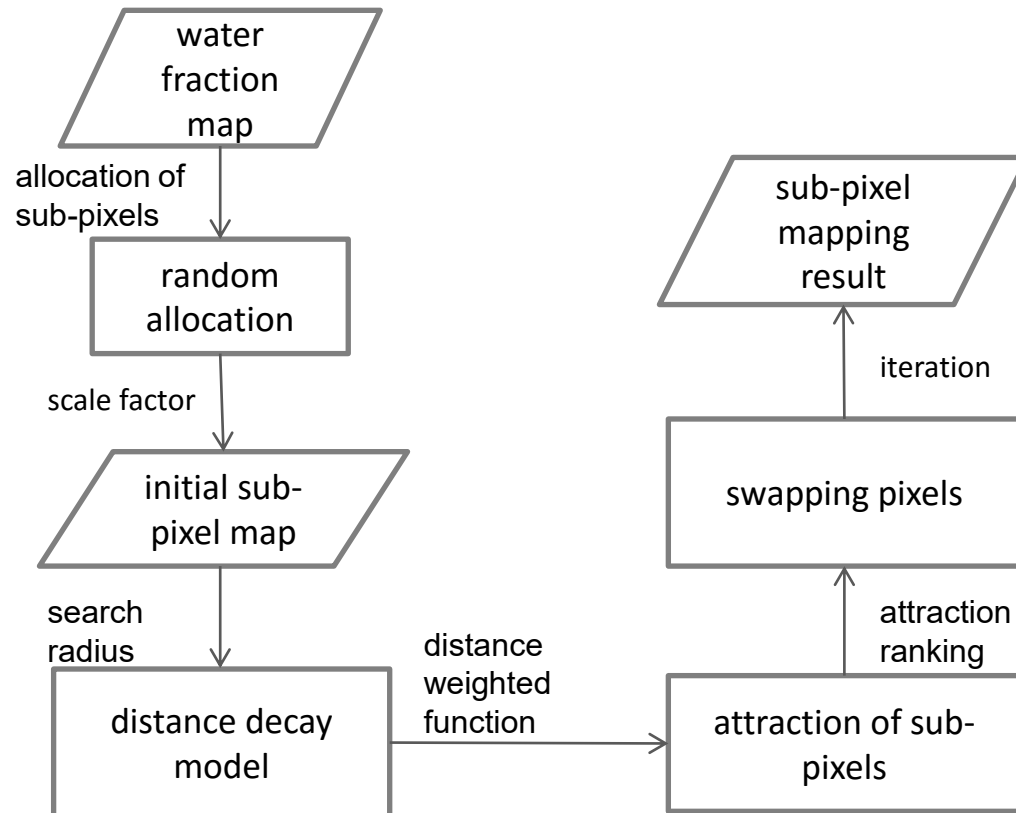 water
fraction
map
allocation of
sub-pixels
random
allocation
scale factor
initial sub-
pixel map
search
radius
distance decay
model
distance
weighted
function
attraction of sub-
pixels
attraction
ranking
swapping pixels
iteration
sub-pixel
mapping
result